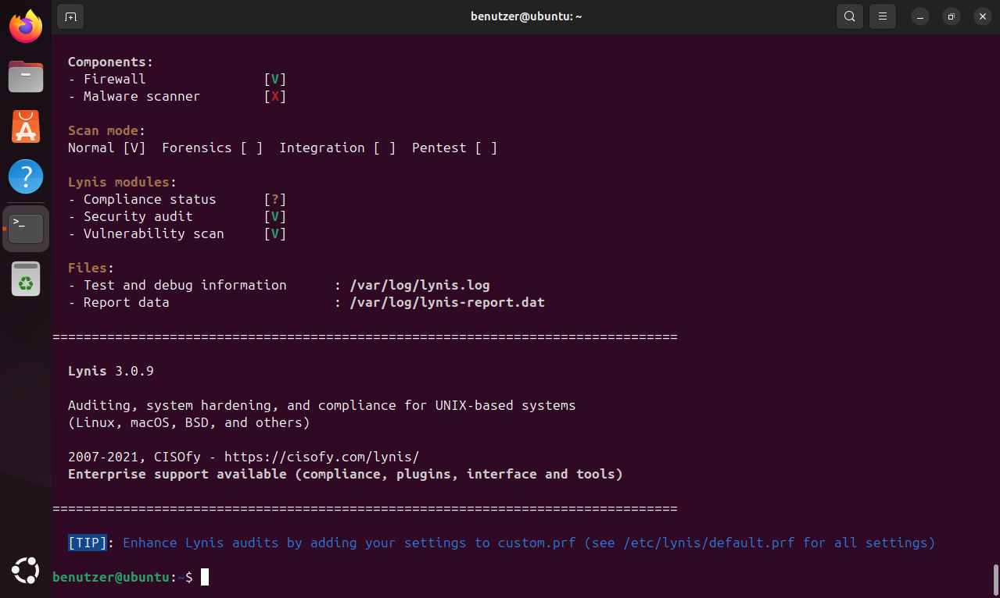 benutzer@ubuntu: ~
Components:
- Firewall [V]
- Malware scanner [X]
Scan mode:
Normal [V]  Forensics [ ]  Integration [ ]  Pentest [ ]
Lynis modules:
- Compliance status [?]
- Security audit [V]
- Vulnerability scan [V]
Files:
- Test and debug information : /var/log/lynis.log
- Report data : /var/log/lynis-report.dat
================================================================================
Lynis 3.0.9
Auditing, system hardening, and compliance for UNIX-based systems
(Linux, macOS, BSD, and others)
2007-2021, CISOfy - https://cisofy.com/lynis/
Enterprise support available (compliance, plugins, interface and tools)
================================================================================
[TIP]: Enhance Lynis audits by adding your settings to custom.prf (see /etc/lynis/default.prf for all settings)
benutzer@ubuntu:~$